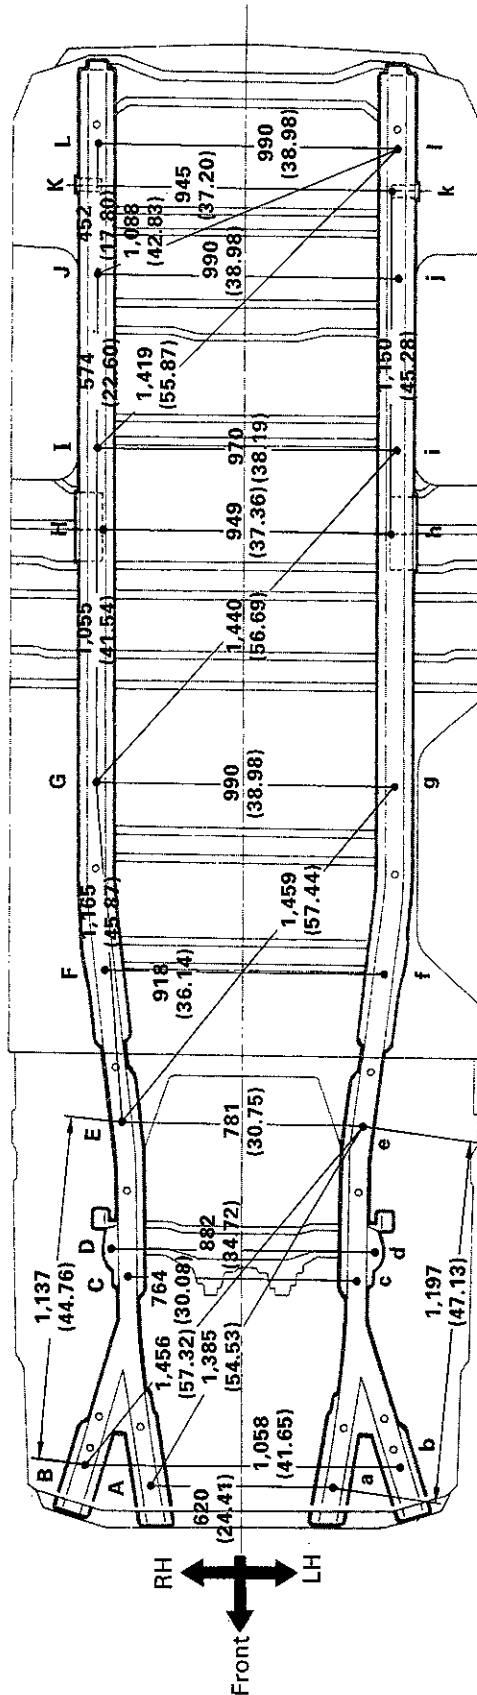 Front
RH
LH
620
(24.41)
A
B
a
b
1,058
(41.65)
1,137
(44.76)
1,197
(47.13)
1,456
(57.32)
1,385
(54.53)
764
(30.08)
C
c
882
(34.72)
D
d
781
(30.75)
E
e
918
(36.14)
F
f
1,165
(45.87)
1,459
(57.44)
990
(38.98)
G
g
1,055
(41.54)
1,440
(56.69)
949
(37.36)
H
h
970
(38.19)
I
i
574
(22.60)
1,419
(55.87)
1,150
(45.28)
990
(38.98)
J
j
452
(17.80)
1,088
(42.83)
945
(37.20)
K
k
990
(38.98)
L
l